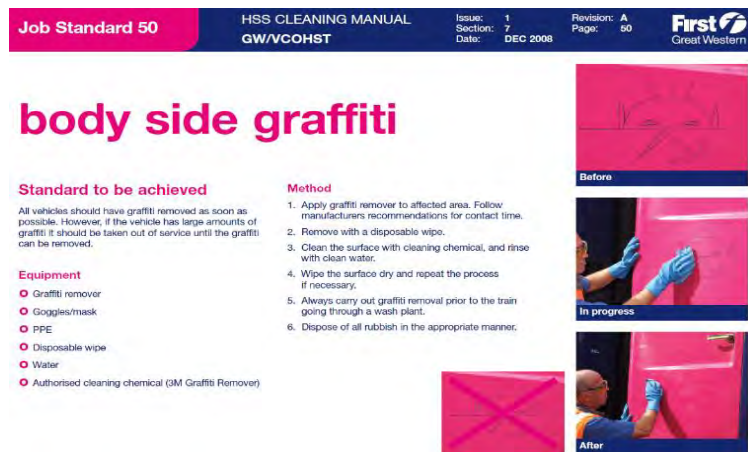 Job Standard 50
HSS CLEANING MANUAL
GW/VCOHST
Issue: 1
Section: 7
Date: DEC 2008
Revision: A
Page: 50
First
Great Western
body side graffiti
Standard to be achieved
All vehicles should have graffiti removed as soon as
possible. However, if the vehicle has large amounts of
graffiti it should be taken out of service until the graffiti
can be removed.
Equipment
Graffiti remover
Goggles/mask
PPE
Disposable wipe
Water
Authorised cleaning chemical (3M Graffiti Remover)
Method
1. Apply graffiti remover to affected area. Follow
manufacturers recommendations for contact time.
2. Remove with a disposable wipe.
3. Clean the surface with cleaning chemical, and rinse
with clean water.
4. Wipe the surface dry and repeat the process
if necessary.
5. Always carry out graffiti removal prior to the train
going through a wash plant.
6. Dispose of all rubbish in the appropriate manner.
Before
In progress
After